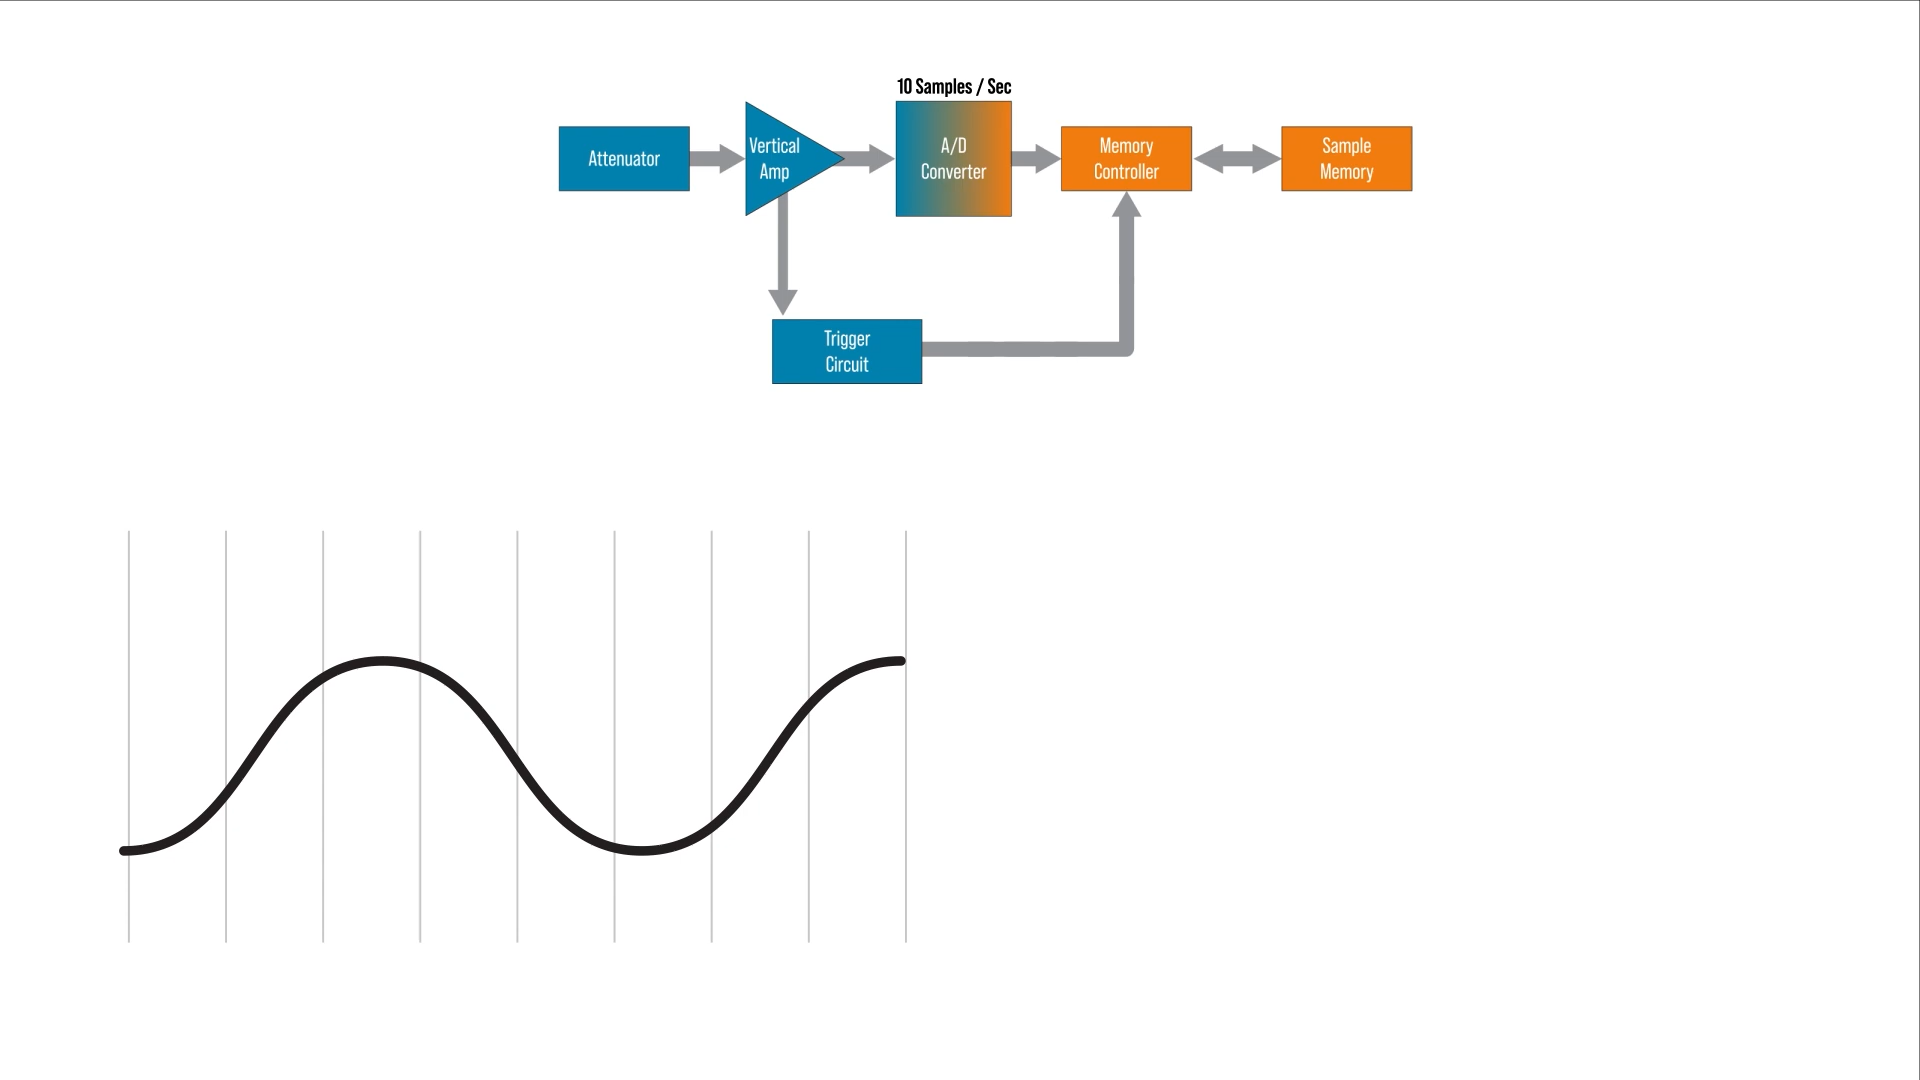 10 Samples / Sec
Attenuator
Vertical
Amp
A/D
Converter
Memory
Controller
Sample
Memory
Trigger
Circuit